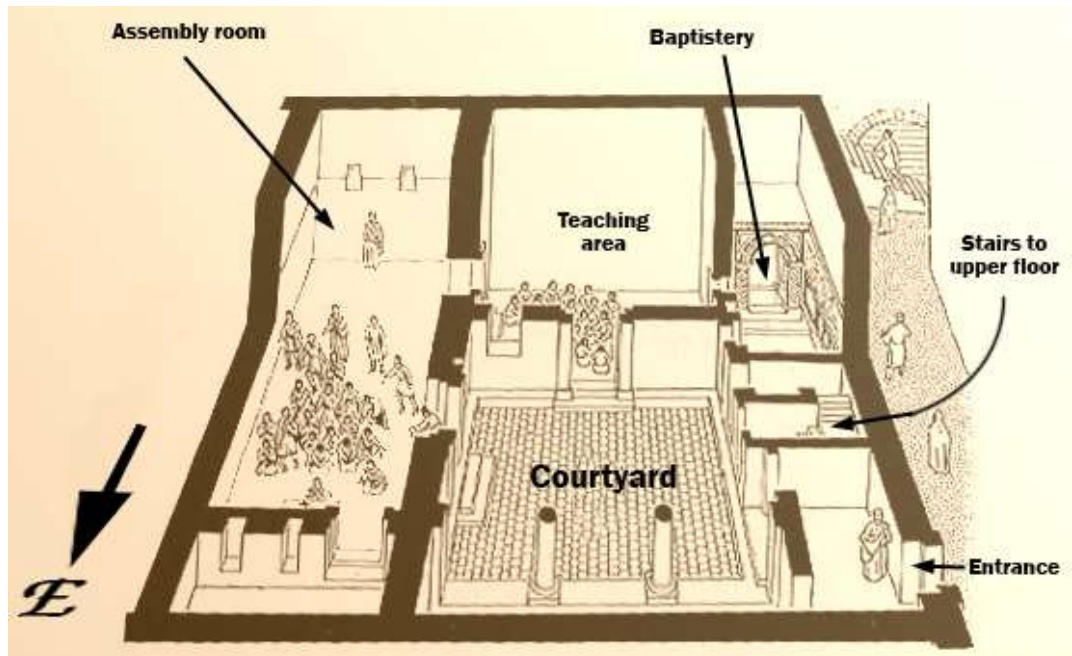 Assembly room
Baptistery
Teaching
area
Stairs to
upper floor
Courtyard
Entrance
E